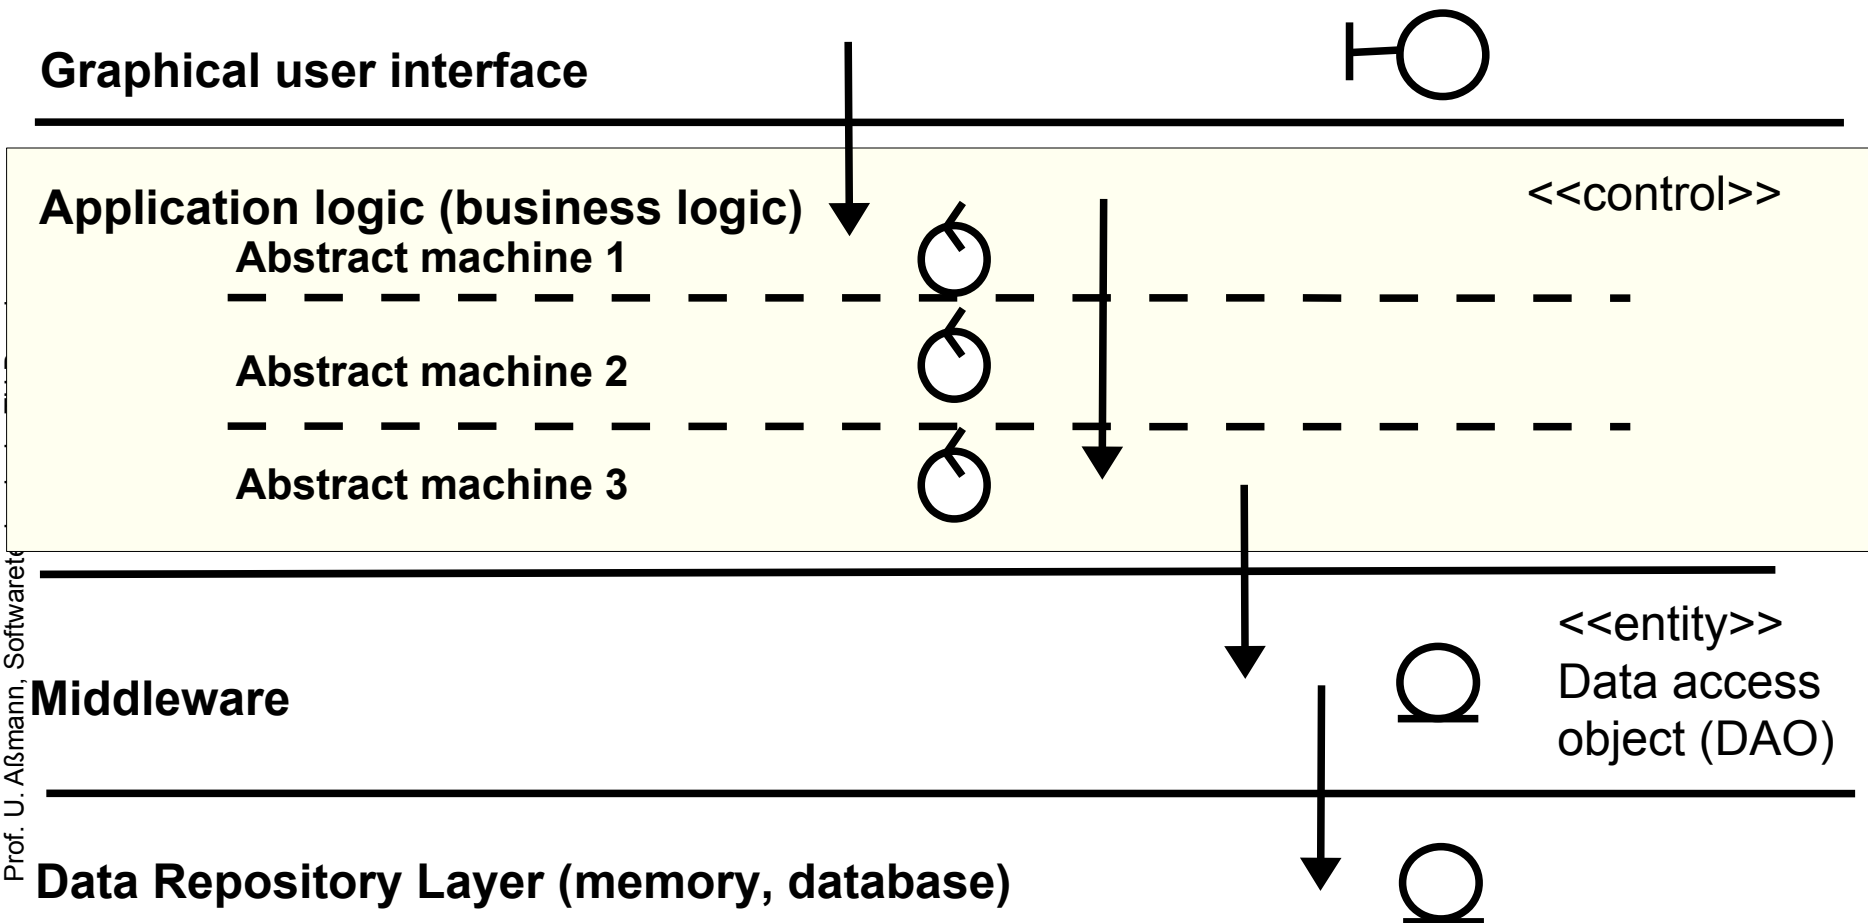 Graphical user interface
Application logic (business logic)
<<control>>
Abstract machine 1
Abstract machine 2
Abstract machine 3
<<entity>>
Data access
object (DAO)
Middleware
Data Repository Layer (memory, database)
Prof. U. Aßmann,